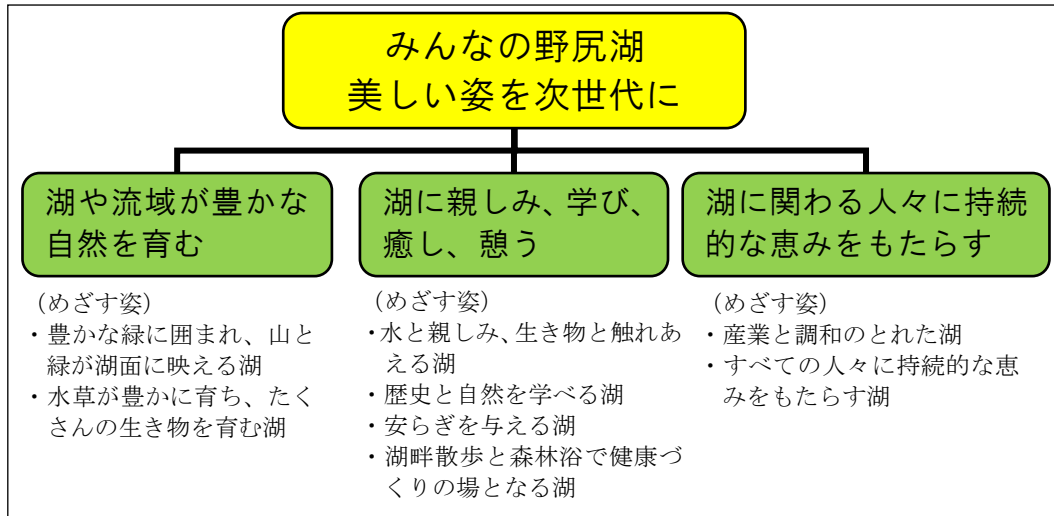 みんなの野尻湖
美しい姿を次世代に
湖や流域が豊かな
自然を育む
(めざす姿)
・豊かな緑に囲まれ、山と
緑が湖面に映える湖
・水草が豊かに育ち、たく
さんの生き物を育む湖
湖に親しみ、学び、
癒し、憩う
(めざす姿)
・水と親しみ、生き物と触れあ
える湖
・歴史と自然を学べる湖
・安らぎを与える湖
・湖畔散歩と森林浴で健康づ
くりの場となる湖
湖に関わる人々に持続
的な恵みをもたらす
(めざす姿)
・産業と調和のとれた湖
・すべての人々に持続的な恵
みをもたらす湖